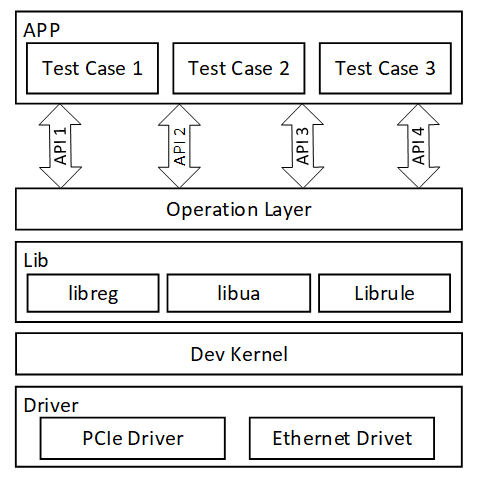 APP
Test Case 1
Test Case 2
Test Case 3
API 1
API 2
API 3
API 4
Operation Layer
Lib
libreg
libua
Librule
Dev Kernel
Driver
PCIe Driver
Ethernet Drivet